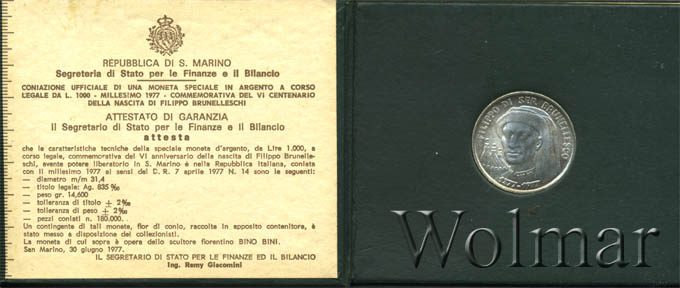 REPUBBLICA DI S. MARINO
Segreteria di Stato per le Finanze e il Bilancio
CONIAZIONE UFFICIALE DI UNA MONETA SPECIALE IN ARGENTO A CORSO
LEGALE DA L. 1000 - MILLESIMO 1977 - COMMEMORATIVA DEL VI CENTENARIO
DELLA NASCITA DI FILIPPO BRUNELLESCHI
ATTESTATO DI GARANZIA
Il Segretario di Stato per le Finanze e il Bilancio
attesta
che le caratteristiche tecniche della speciale moneta d'argento, da Lire 1.000, a
corso legale, commemorativa del VI anniversario della nascita di Filippo Brunelle-
schi, avente potere liberatorio in S. Marino e nella Repubblica Italiana, coniata
con il millesimo 1977 ai sensi del D. R. 7 aprile 1977 N. 14 sono le seguenti:
— diametro m/m 31,4
— titolo legale: Ag. 835 ‰
— peso gr. 14,600
— tolleranza di titolo ± 2‰
— tolleranza di peso ± 2‰
— pezzi coniati n. 180.000.
Un contingente di tali monete, fior di conio, raccolte in apposito contenitore, è
stato messo a disposizione dei collezionisti.
La moneta di cui sopra è opera dello scultore fiorentino BINO BINI.
San Marino, 30 giugno 1977.
IL SEGRETARIO DI STATO PER LE FINANZE ED IL BILANCIO
Ing. Remy Giacomini
FILIPPO DI SER BRUNELLESCO
1377-1977
Wolmar